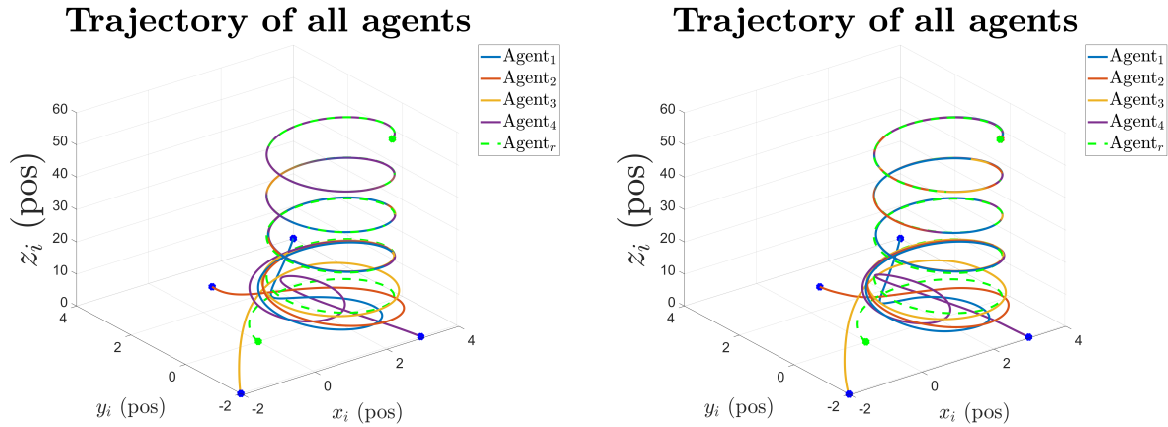 Trajectory of all agents
Agent₁
Agent₂
Agent₃
Agent₄
Agentᵣ
60
50
40
30
20
10
0
4
2
0
-2
-2
0
2
4
zᵢ (pos)
yᵢ (pos)
xᵢ (pos)
Trajectory of all agents
Agent₁
Agent₂
Agent₃
Agent₄
Agentᵣ
60
50
40
30
20
10
0
4
2
0
-2
-2
0
2
4
zᵢ (pos)
yᵢ (pos)
xᵢ (pos)